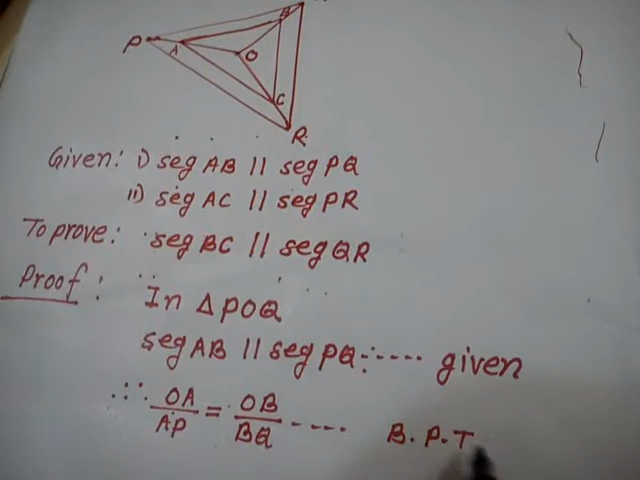 B
P A O
C
R
Given: i) seg AB || seg PQ
ii) seg AC || seg PR
To prove: seg BC || seg QR
Proof: In △POQ
seg AB || seg PQ ..... given
∴ OA/AP = OB/BQ ---- B.P.T